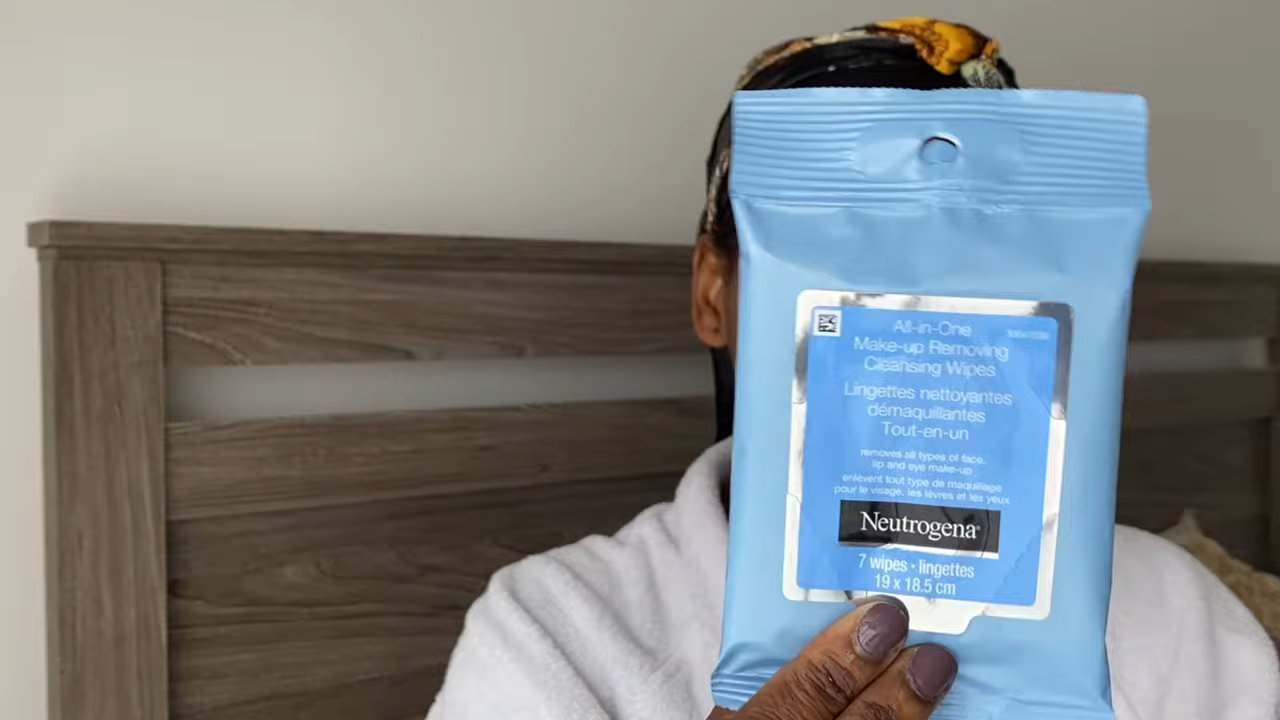 All-in-One
Make-up Removing
Cleansing Wipes
Lingettes nettoyantes
démaquillantes
Tout-en-un
removes all types of face,
lip and eye make-up
enlèvent tout type de maquillage
pour le visage, les lèvres et les yeux
Neutrogena®
7 wipes • lingettes
19 x 18.5 cm